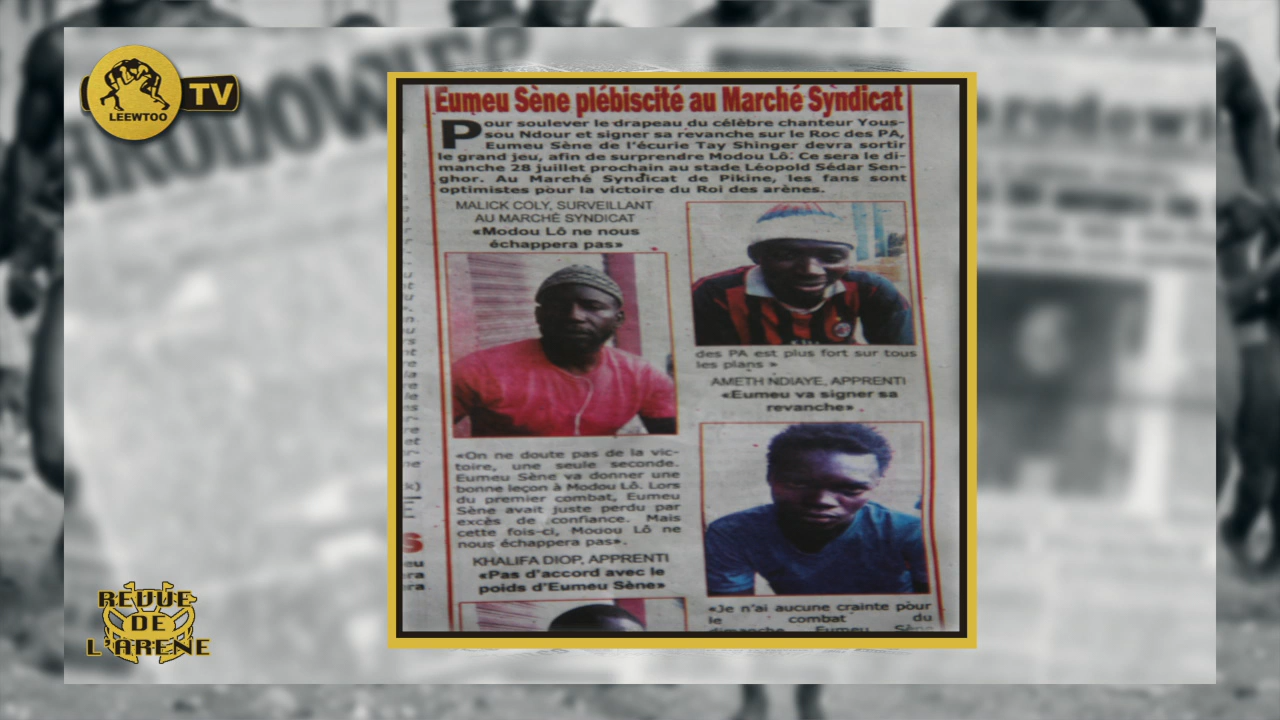 LEEWTOO
TV
Eumeu Sène plébiscité au Marché Syndicat
Pour soulever le drapeau du célèbre chanteur Yous-
sou Ndour et signer sa revanche sur le Roc des PA,
Eumeu Sène de l'écurie Tay Shinger devra sortir
le grand jeu, afin de surprendre Modou Lô. Ce sera le di-
manche 28 juillet prochain au stade Léopold Sédar Sen-
ghor. Au Marché Syndicat de Pikine, les fans sont
optimistes pour la victoire du Roi des arènes.
MALICK COLY, SURVEILLANT
AU MARCHÉ SYNDICAT
«Modou Lô ne nous
échappera pas»
«On ne doute pas de la vic-
toire, une seule seconde.
Eumeu Sène va donner une
bonne leçon à Modou Lô. Lors
du premier combat, Eumeu
Sène avait juste perdu par
excès de confiance. Mais
cette fois-ci, Modou Lô ne
nous échappera pas».
KHALIFA DIOP, APPRENTI
«Pas d'accord avec le
poids d'Eumeu Sène»
des PA est plus fort sur tous
les plans »
AMETH NDIAYE, APPRENTI
«Eumeu va signer sa
revanche» .
«Je n'ai aucune crainte pour
le combat du
dimanche Eumeu Sène
REVUE
DE
L'ARENE